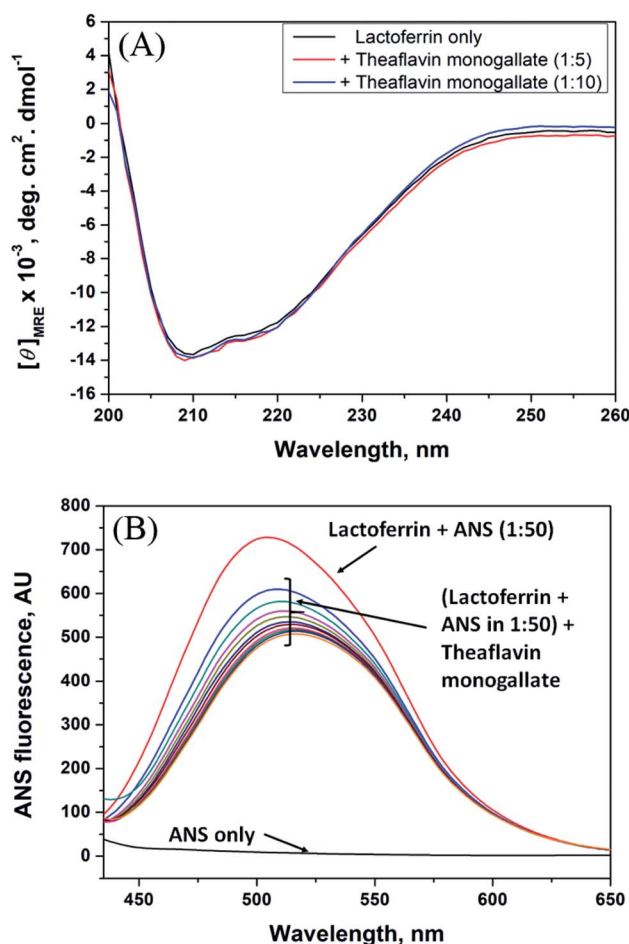 (A)
Lactoferrin only
+ Theaflavin monogallate (1:5)
+ Theaflavin monogallate (1:10)
4
2
0
-2
-4
-6
-8
-10
-12
-14
-16
[θ]MRE x 10⁻³, deg. cm². dmol⁻¹
200 210 220 230 240 250 260
Wavelength, nm
(B)
800
700
600
500
400
300
200
100
0
ANS fluorescence, AU
Lactoferrin + ANS (1:50)
(Lactoferrin +
ANS in 1:50) +
Theaflavin
monogallate
ANS only
450 500 550 600 650
Wavelength, nm